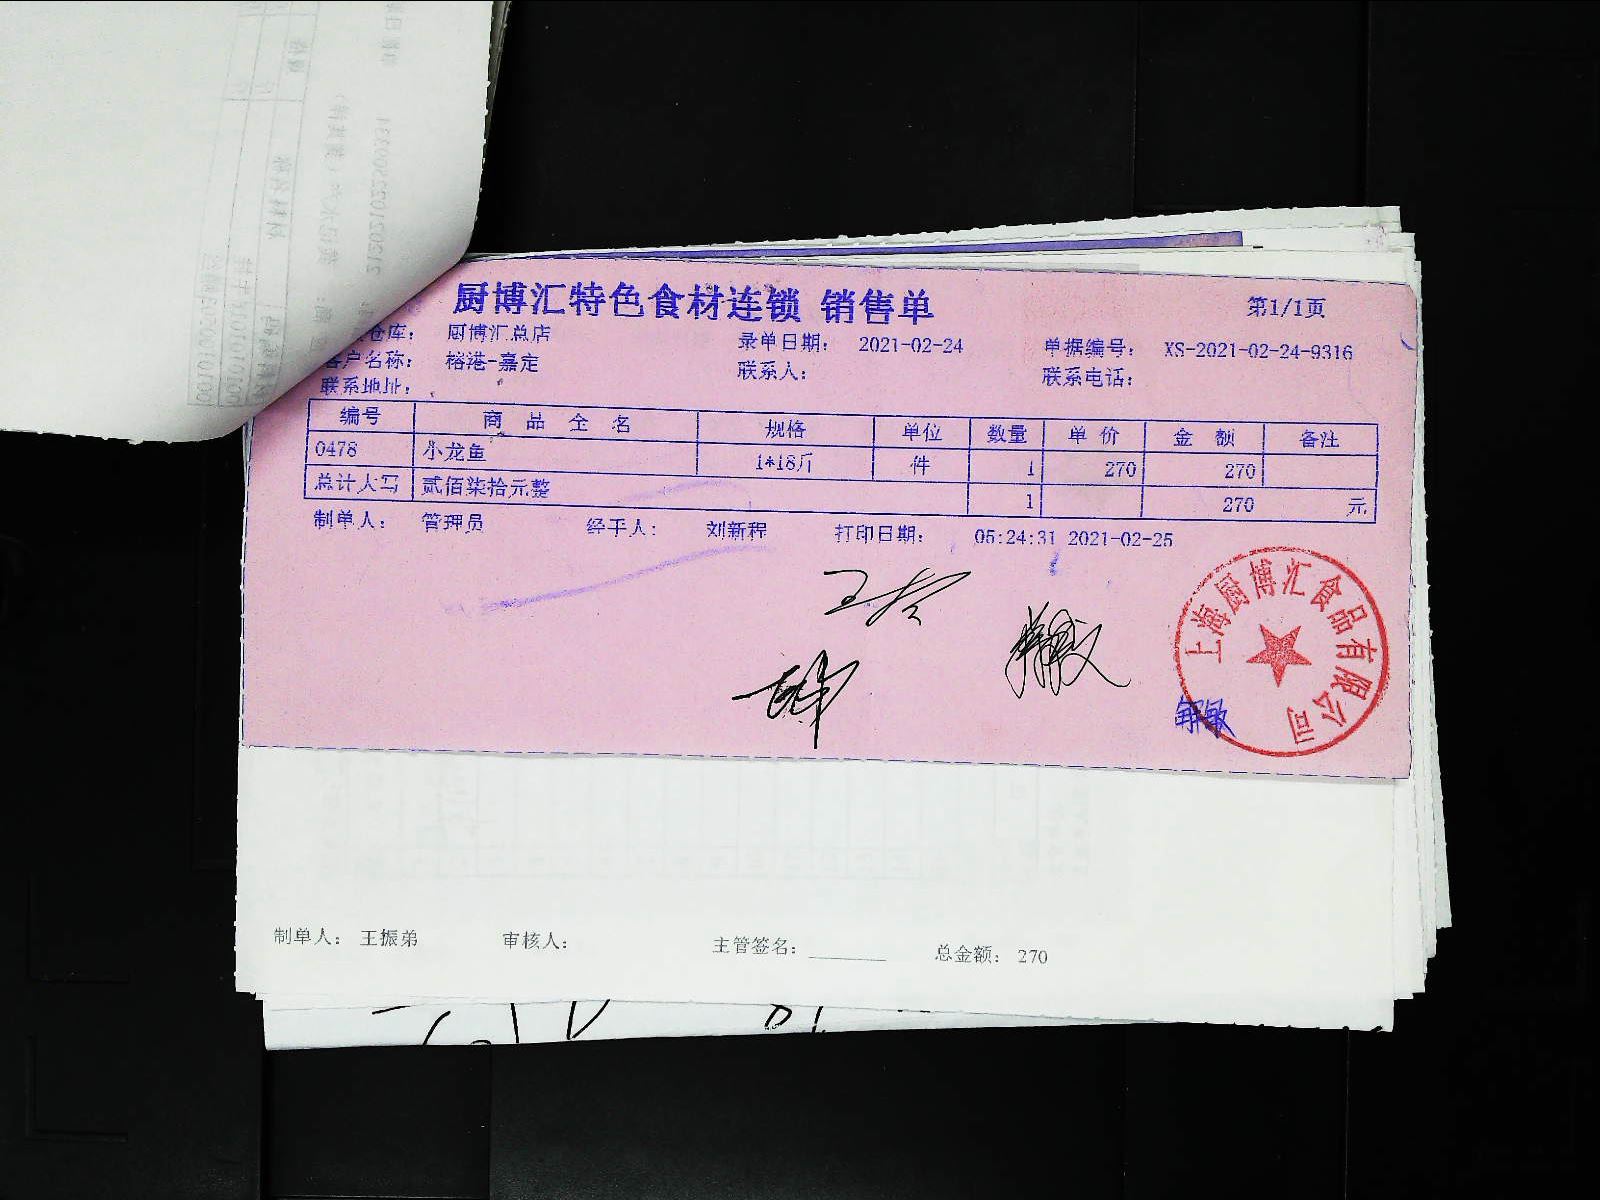 厨博汇特色食材连锁 销售单
第1/1页
仓库： 厨博汇总店
录单日期： 2021-02-24
单据编号： XS-2021-02-24-9316
客户名称： 榕港-嘉定
联系人：
联系电话：
联系地址：
编号 商品全名 规格 单位 数量 单价 金额 备注
0478 小龙鱼 1*18斤 件 1 270 270
总计大写 贰佰柒拾元整 1 270 元
制单人： 管理员 经手人： 刘新程 打印日期： 05:24:31 2021-02-25
上海厨博汇食品有限公司
制单人： 王振弟 审核人： 主管签名： 总金额： 270